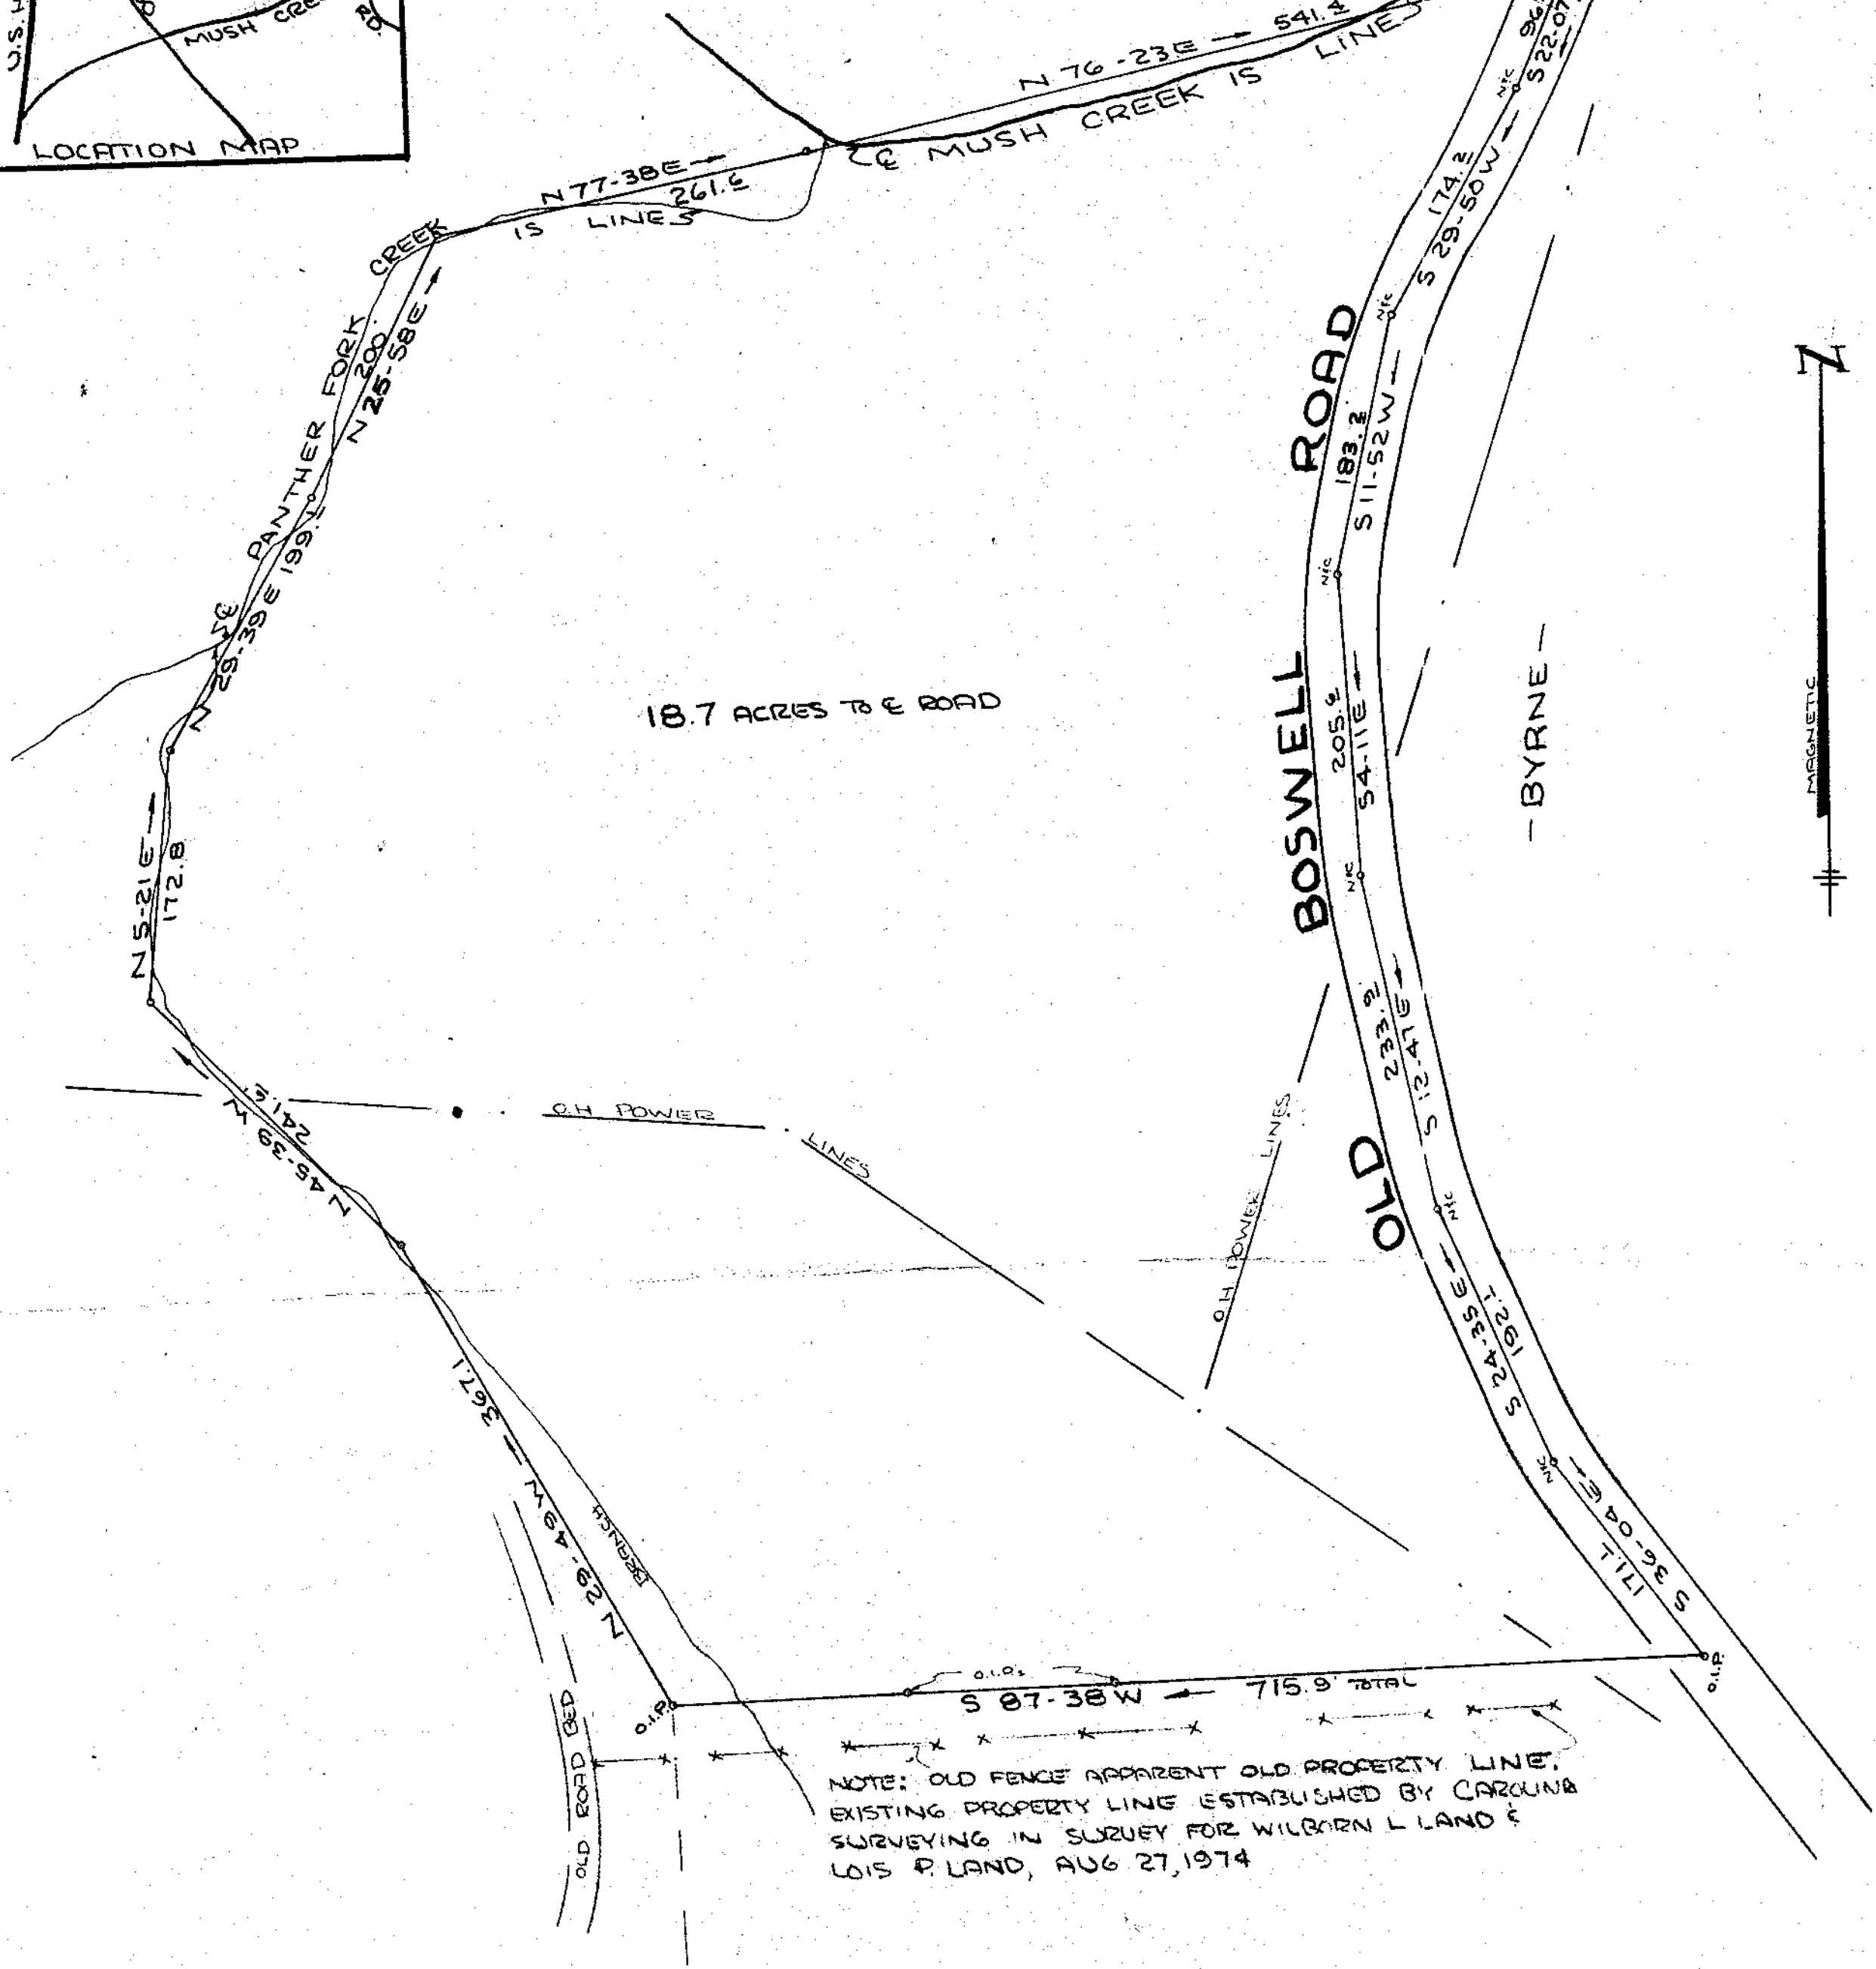 U.S. H
MUSH CREE
RD.
LOCATION MAP
N 76-23E → 541.4
℄ MUSH CREEK IS LINES
N 77-38E →
261.6
CREEK IS LINES
PANTHER FORK
200.
N 25-58E →
N 29-39E 199.1
℄
N 5-21E →
172.8
N 45-39 W
241.6
367.1
N 29-49W
BRANCH
OLD ROAD BED
18.7 ACRES TO ℄ ROAD
O.H. POWER
LINES
O.H. POWER LINES
OLD BOSWELL ROAD
96
S 22-07
N&C
174.2
S 29-50W →
N&C
183.2
S 11-52W
N&C
205.6
S4-11E →
N&C
233.9
S 12-47E →
N&C
S 24-35E
192.1
N&C
S 36-04E
171.1
O.I.P.
-BYRNE-
N
MAGNETIC
O.I.P.
O.I.P.s
S 87-38W ← 715.9' TOTAL
NOTE: OLD FENCE APPARENT OLD PROPERTY LINE.
EXISTING PROPERTY LINE ESTABLISHED BY CAROLINA
SURVEYING IN SURVEY FOR WILBORN L LAND &
LOIS P. LAND, AUG 27, 1974